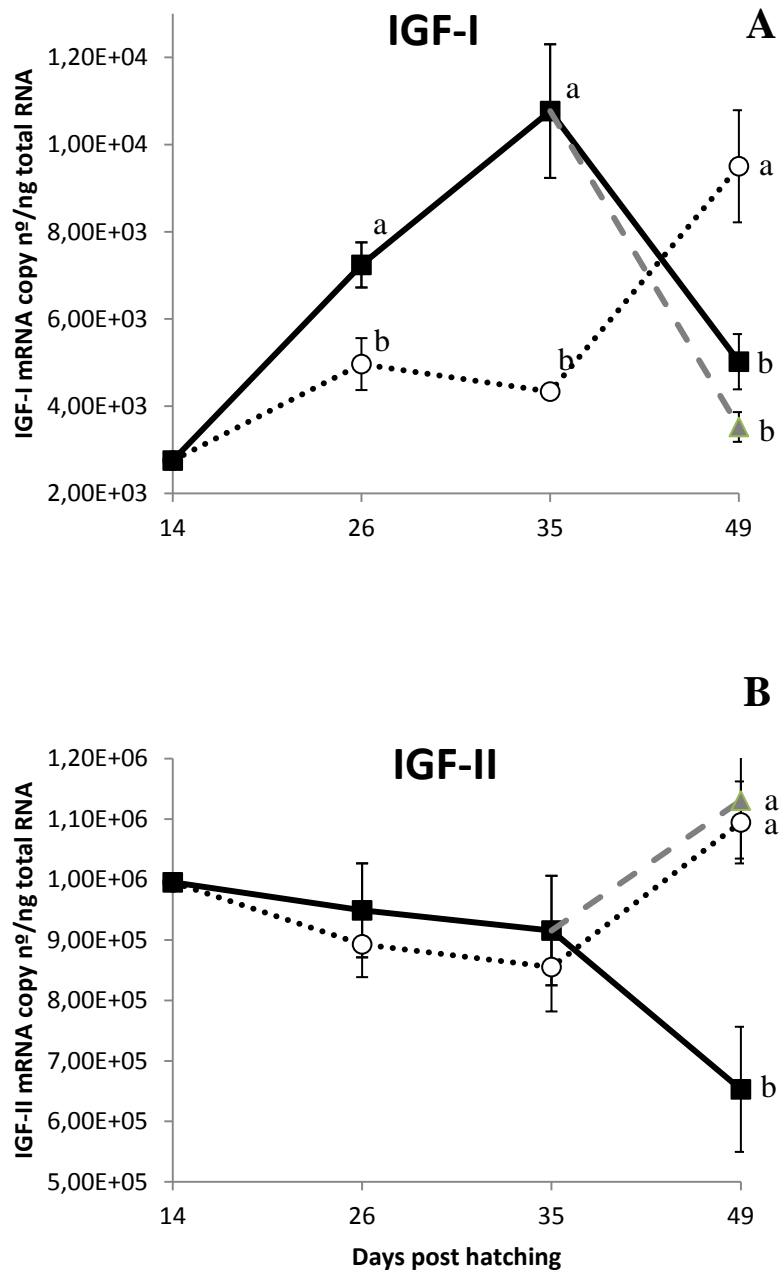 IGF-I
A
IGF-I mRNA copy nº/ng total RNA
1,20E+04
1,00E+04
8,00E+03
6,00E+03
4,00E+03
2,00E+03
a
a
a
b
b
b
b
14 26 35 49
B
IGF-II
IGF-II mRNA copy nº/ng total RNA
1,20E+06
1,10E+06
1,00E+06
9,00E+05
8,00E+05
7,00E+05
6,00E+05
5,00E+05
a
a
b
14 26 35 49
Days post hatching